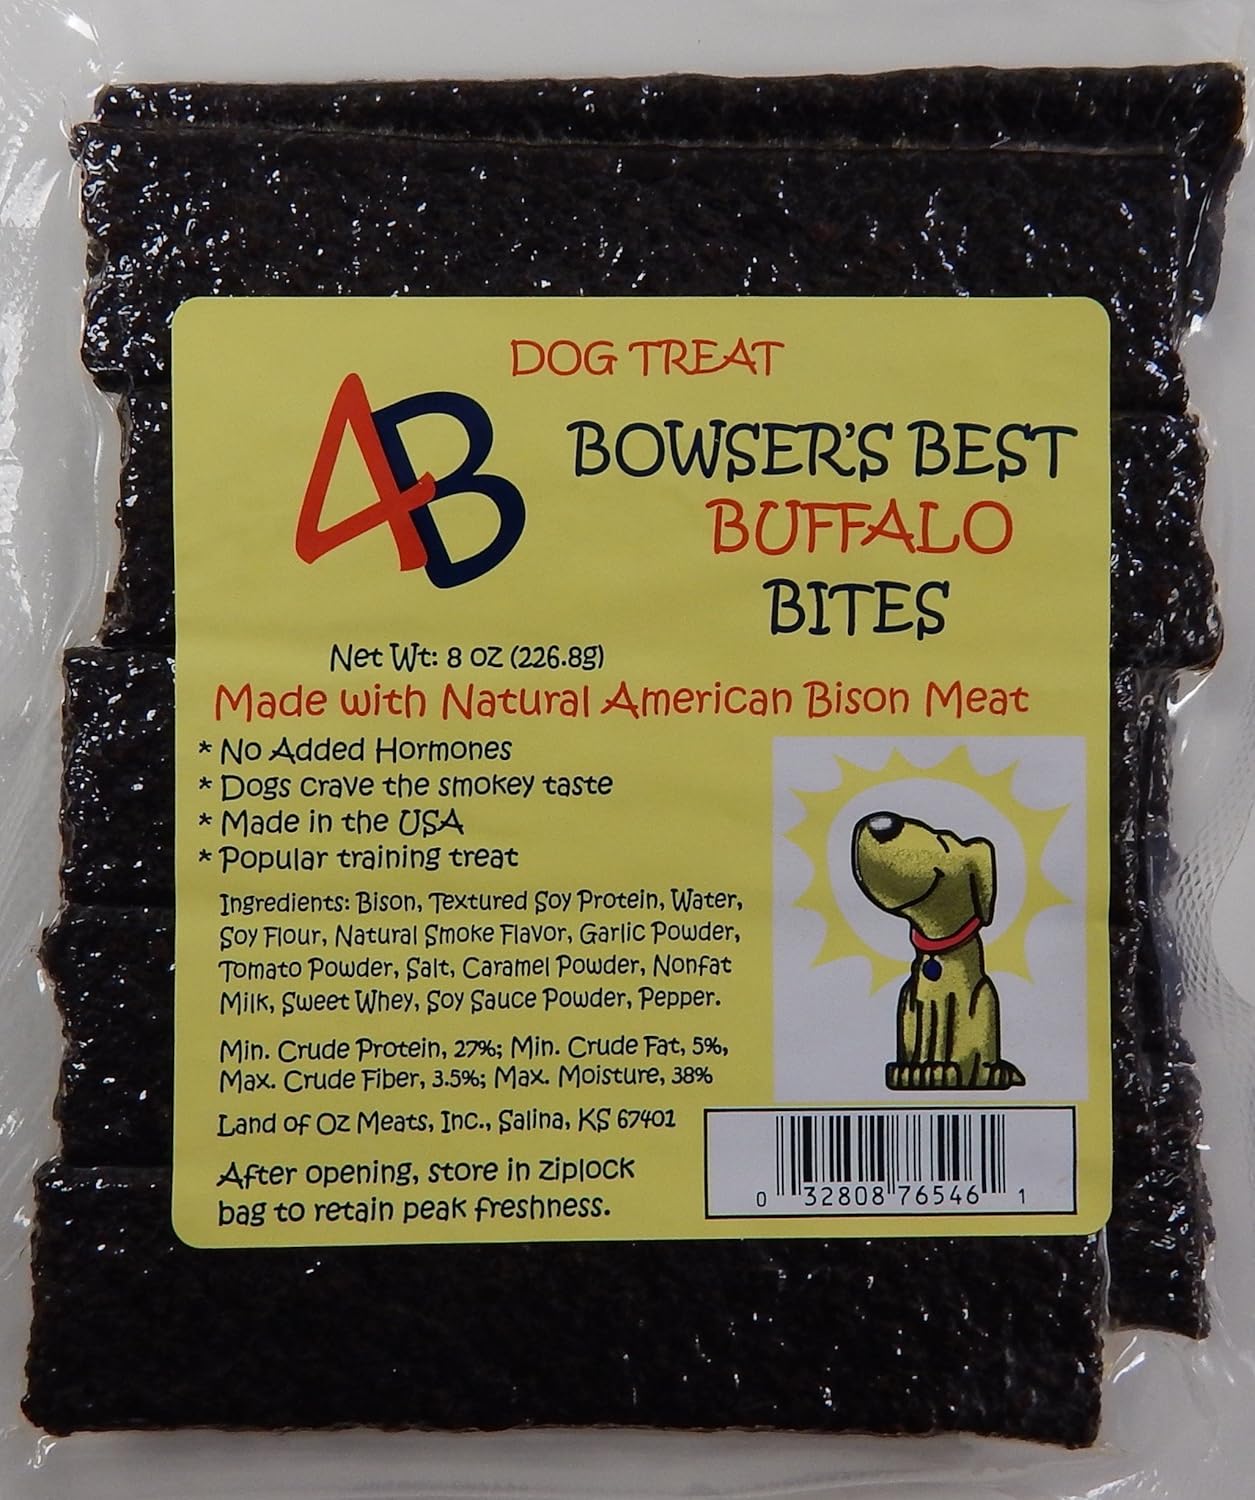 DOG TREAT
4B
BOWSER'S BEST
BUFFALO
BITES
Net Wt: 8 oz (226.8g)
Made with Natural American Bison Meat
* No Added Hormones
* Dogs crave the smokey taste
* Made in the USA
* Popular training treat
Ingredients: Bison, Textured Soy Protein, Water,
Soy Flour, Natural Smoke Flavor, Garlic Powder,
Tomato Powder, Salt, Caramel Powder, Nonfat
Milk, Sweet Whey, Soy Sauce Powder, Pepper.
Min. Crude Protein, 27%; Min. Crude Fat, 5%,
Max. Crude Fiber, 3.5%; Max. Moisture, 38%
Land of Oz Meats, Inc., Salina, KS 67401
After opening, store in ziplock
bag to retain peak freshness.
0 32808 76546 1